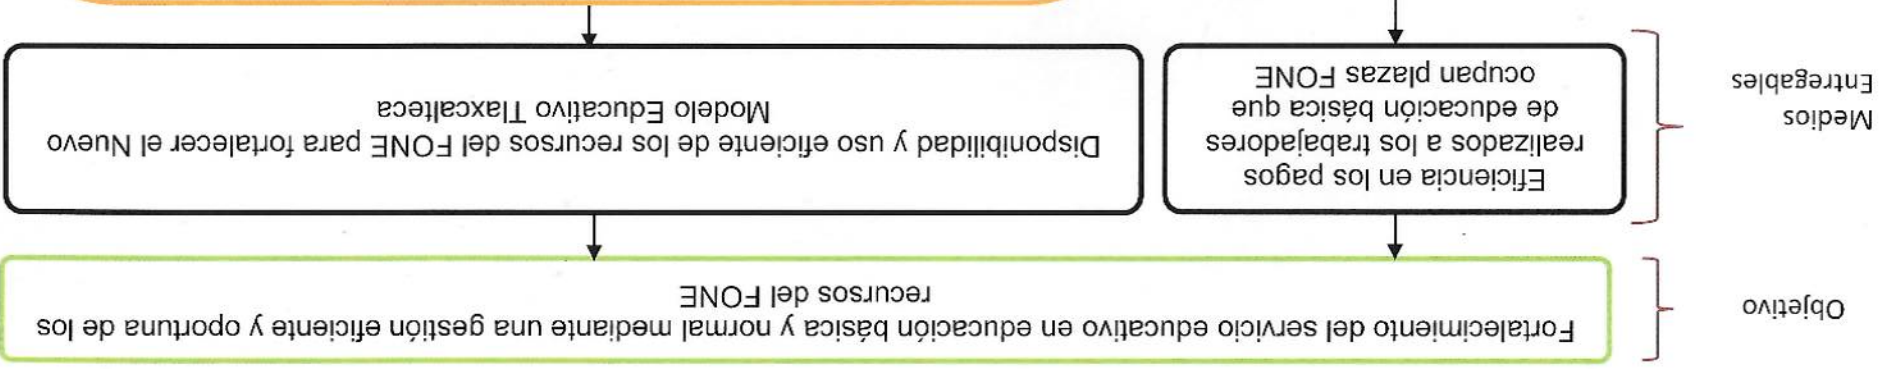 Objetivo
Fortalecimiento del servicio educativo en educación básica y normal mediante una gestión eficiente y oportuna de los
recursos del FONE
Medios
Entregables
Eficiencia en los pagos
realizados a los trabajadores
de educación básica que
ocupan plazas FONE
Disponibilidad y uso eficiente de los recursos del FONE para fortalecer el Nuevo
Modelo Educativo Tlaxcalteca